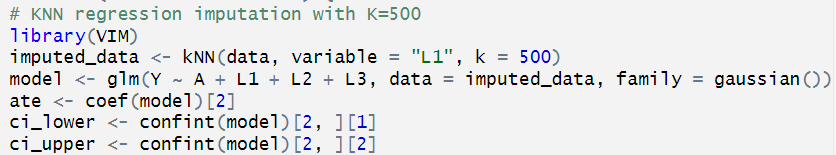 # KNN regression imputation with K=500
library(VIM)
imputed_data <- kNN(data, variable = "L1", k = 500)
model <- glm(Y ~ A + L1 + L2 + L3, data = imputed_data, family = gaussian())
ate <- coef(model)[2]
ci_lower <- confint(model)[2, ][1]
ci_upper <- confint(model)[2, ][2]